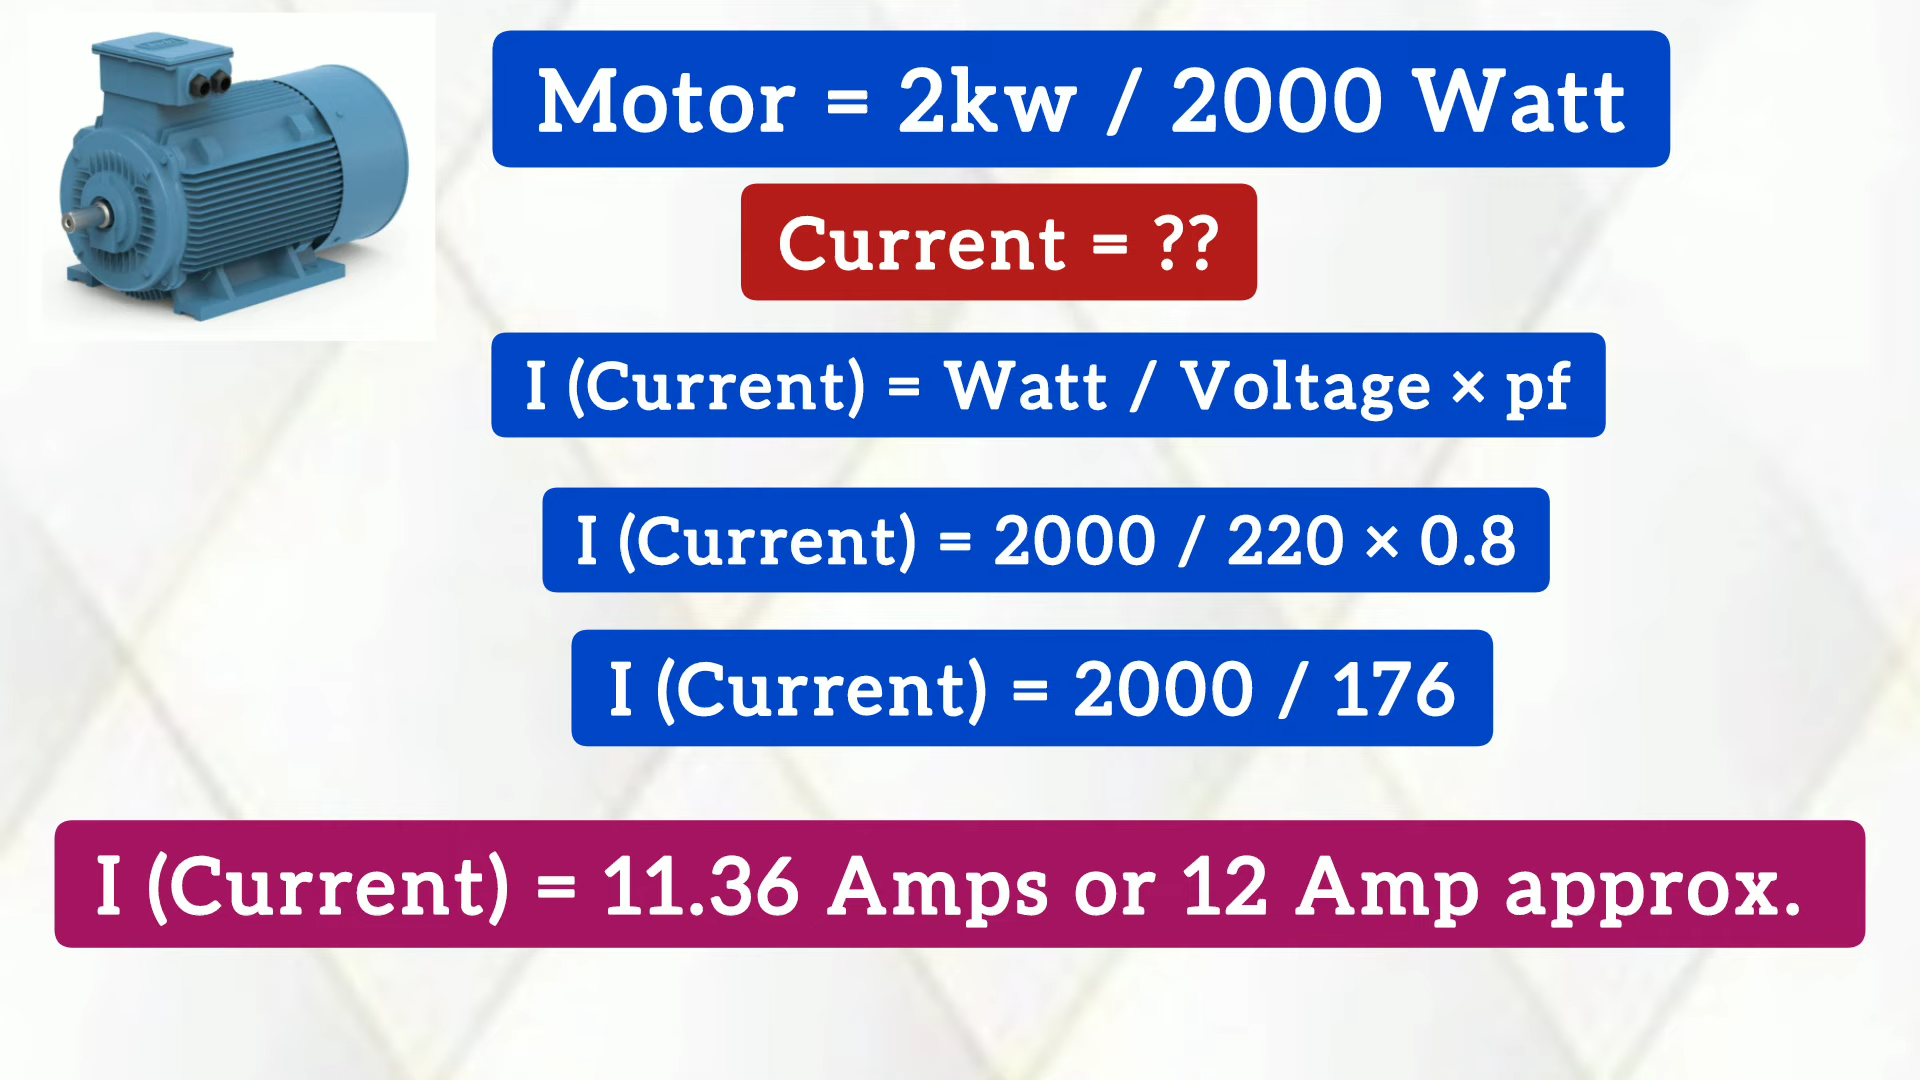 Motor = 2kw / 2000 Watt
Current = ??
I (Current) = Watt / Voltage × pf
I (Current) = 2000 / 220 × 0.8
I (Current) = 2000 / 176
I (Current) = 11.36 Amps or 12 Amp approx.